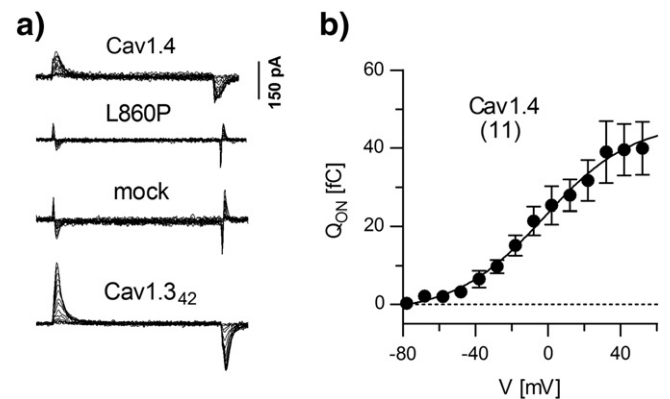 a)
Cav1.4
150 pA
L860P
mock
Cav1.3₄₂
b)
60
40
20
0
Q_ON [fC]
Cav1.4
(11)
-80
-40
0
40
V [mV]